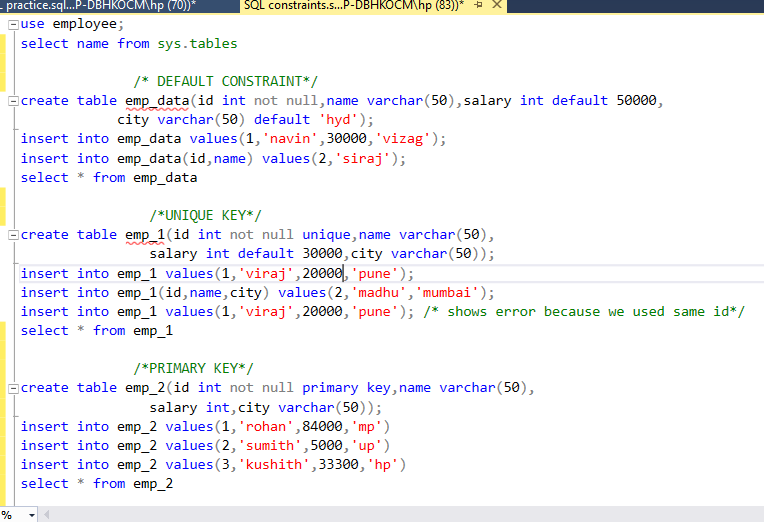 practice.sql...P-DBHKOCM\hp (70))* SQL constraints.s...P-DBHKOCM\hp (83))*
use employee;
select name from sys.tables
/* DEFAULT CONSTRAINT*/
create table emp_data(id int not null,name varchar(50),salary int default 50000,
city varchar(50) default 'hyd');
insert into emp_data values(1,'navin',30000,'vizag');
insert into emp_data(id,name) values(2,'siraj');
select * from emp_data
/*UNIQUE KEY*/
create table emp_1(id int not null unique,name varchar(50),
salary int default 30000,city varchar(50));
insert into emp_1 values(1,'viraj',20000,'pune');
insert into emp_1(id,name,city) values(2,'madhu','mumbai');
insert into emp_1 values(1,'viraj',20000,'pune'); /* shows error because we used same id*/
select * from emp_1
/*PRIMARY KEY*/
create table emp_2(id int not null primary key,name varchar(50),
salary int,city varchar(50));
insert into emp_2 values(1,'rohan',84000,'mp')
insert into emp_2 values(2,'sumith',5000,'up')
insert into emp_2 values(3,'kushith',33300,'hp')
select * from emp_2
%